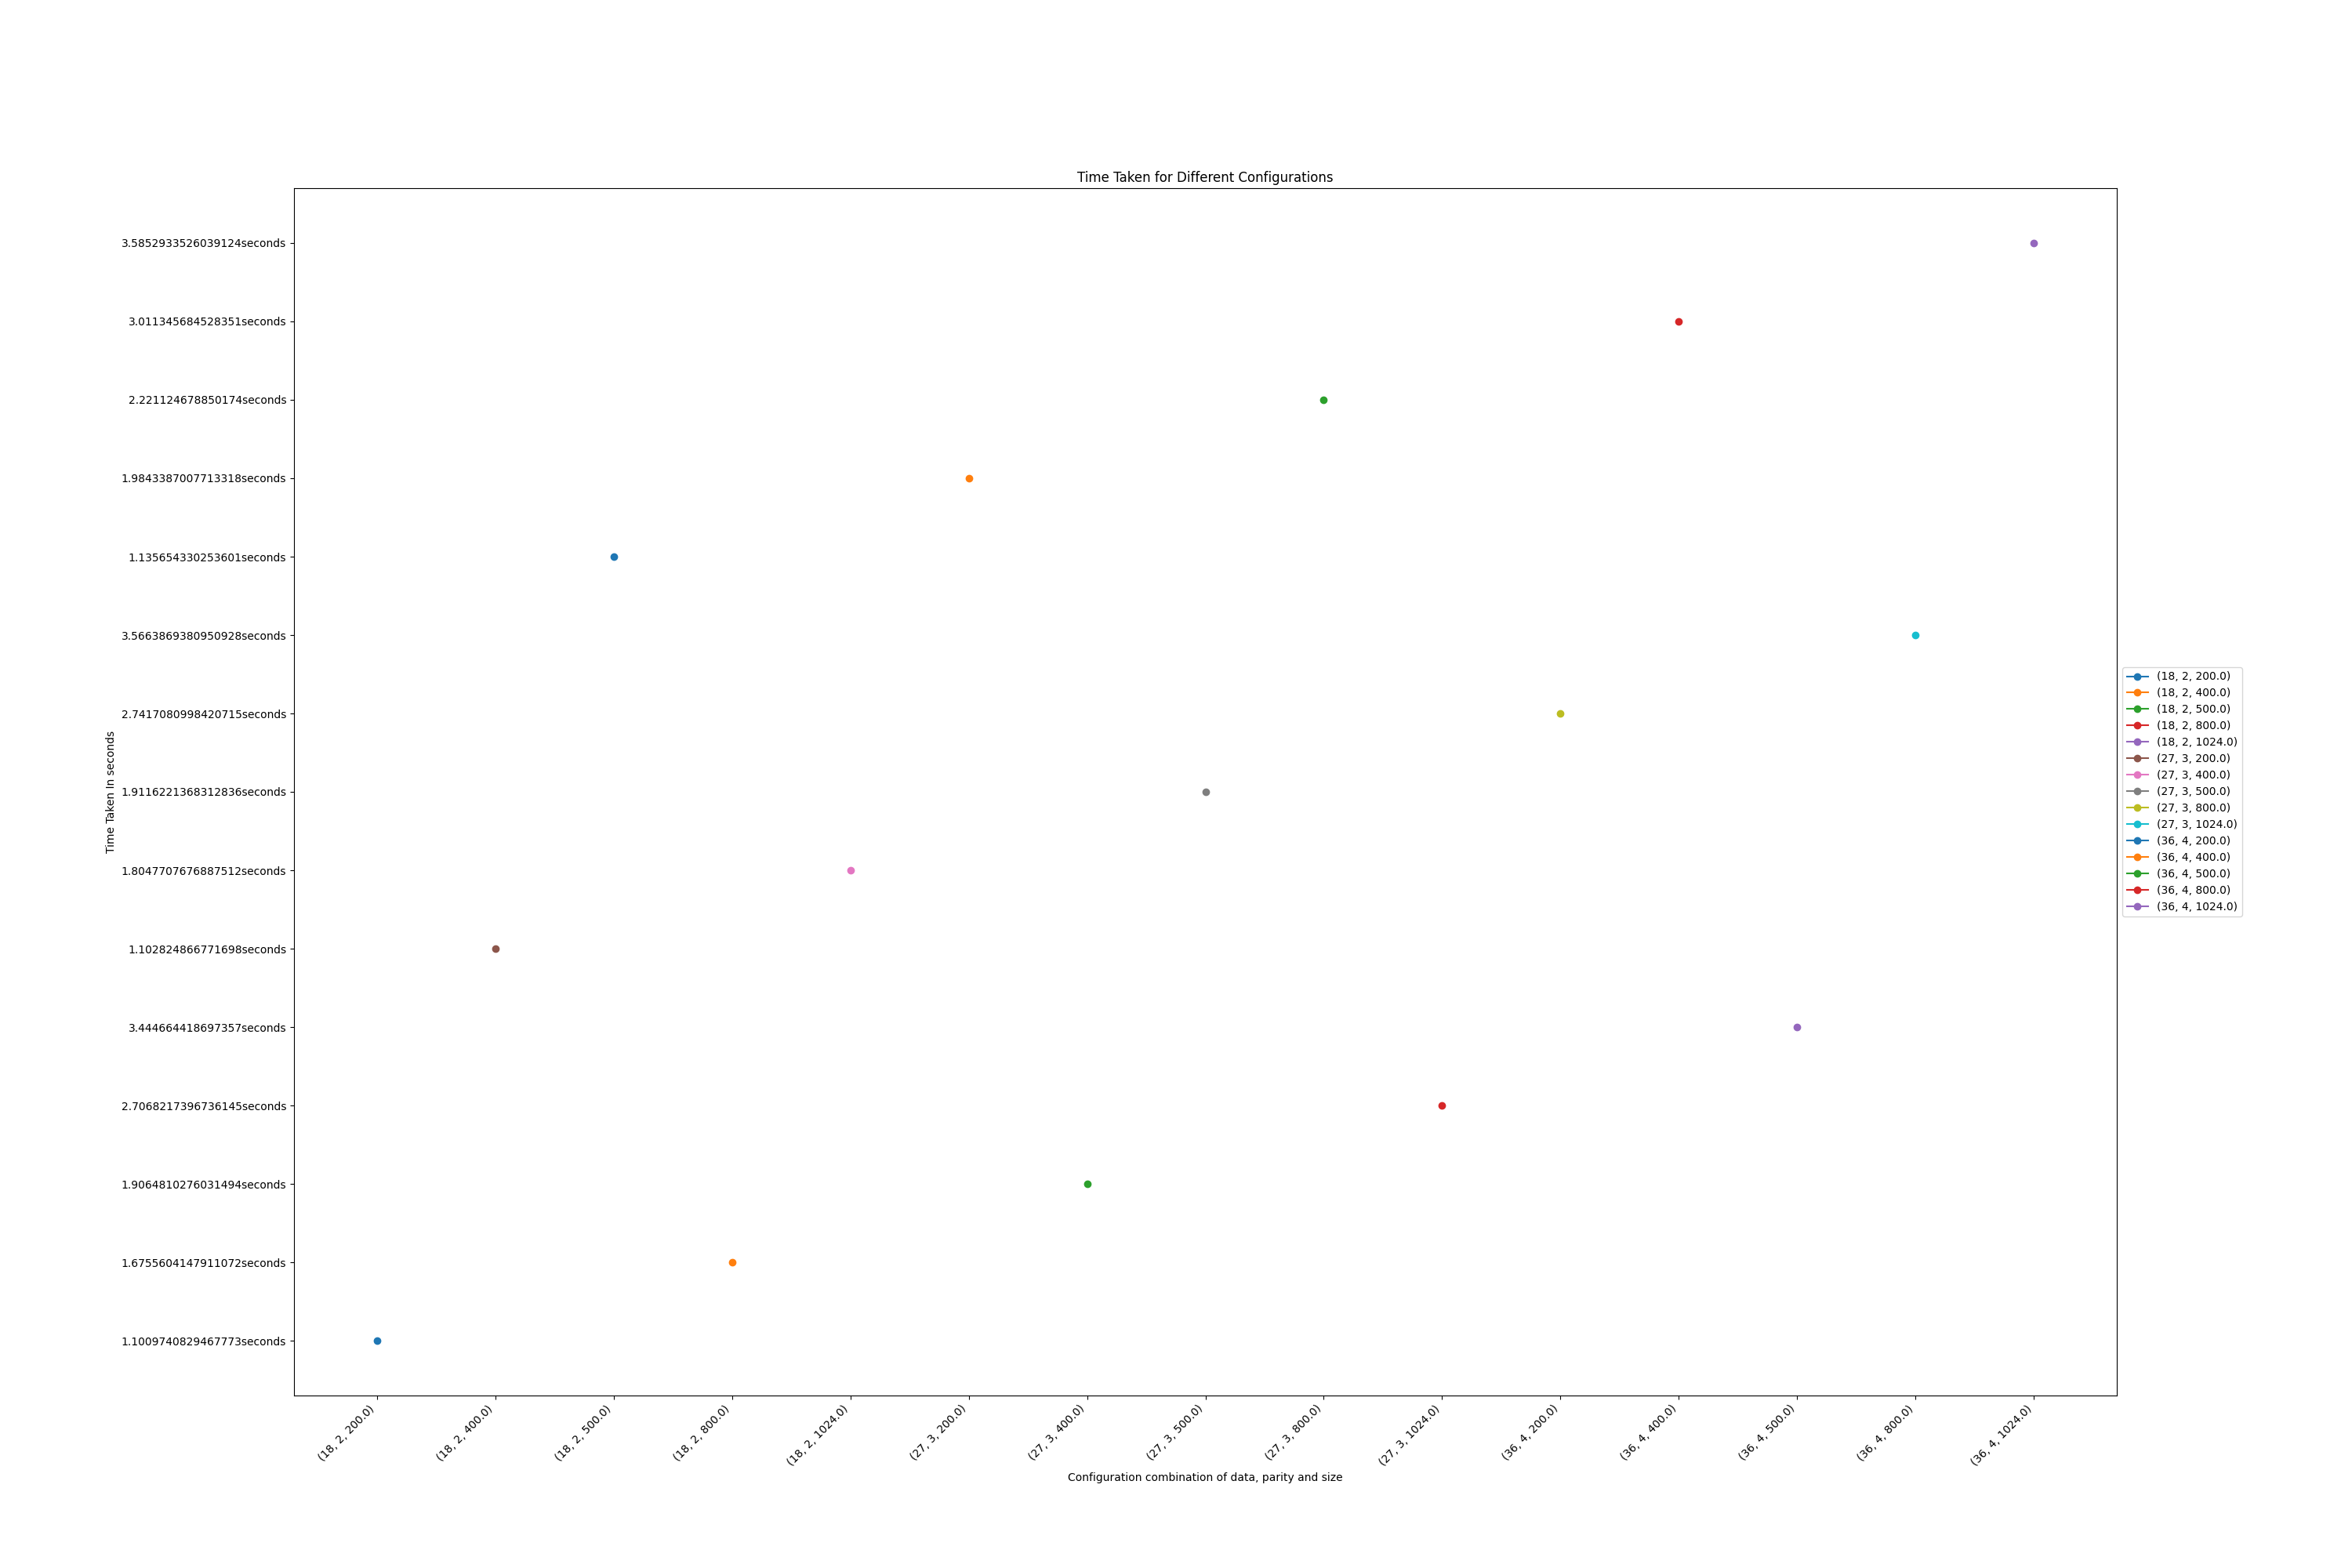 Time Taken for Different Configurations
3.5852933526039124seconds
3.011345684528351seconds
2.221124678850174seconds
1.9843387007713318seconds
1.135654330253601seconds
3.5663869380950928seconds
2.7417080998420715seconds
1.9116221368312836seconds
1.8047707676887512seconds
1.102824866771698seconds
3.444664418697357seconds
2.7068217396736145seconds
1.9064810276031494seconds
1.6755604147911072seconds
1.1009740829467773seconds
Time Taken In seconds
(18, 2, 200.0)
(18, 2, 400.0)
(18, 2, 500.0)
(18, 2, 800.0)
(18, 2, 1024.0)
(27, 3, 200.0)
(27, 3, 400.0)
(27, 3, 500.0)
(27, 3, 800.0)
(27, 3, 1024.0)
(36, 4, 200.0)
(36, 4, 400.0)
(36, 4, 500.0)
(36, 4, 800.0)
(36, 4, 1024.0)
Configuration combination of data, parity and size
(18, 2, 200.0)
(18, 2, 400.0)
(18, 2, 500.0)
(18, 2, 800.0)
(18, 2, 1024.0)
(27, 3, 200.0)
(27, 3, 400.0)
(27, 3, 500.0)
(27, 3, 800.0)
(27, 3, 1024.0)
(36, 4, 200.0)
(36, 4, 400.0)
(36, 4, 500.0)
(36, 4, 800.0)
(36, 4, 1024.0)